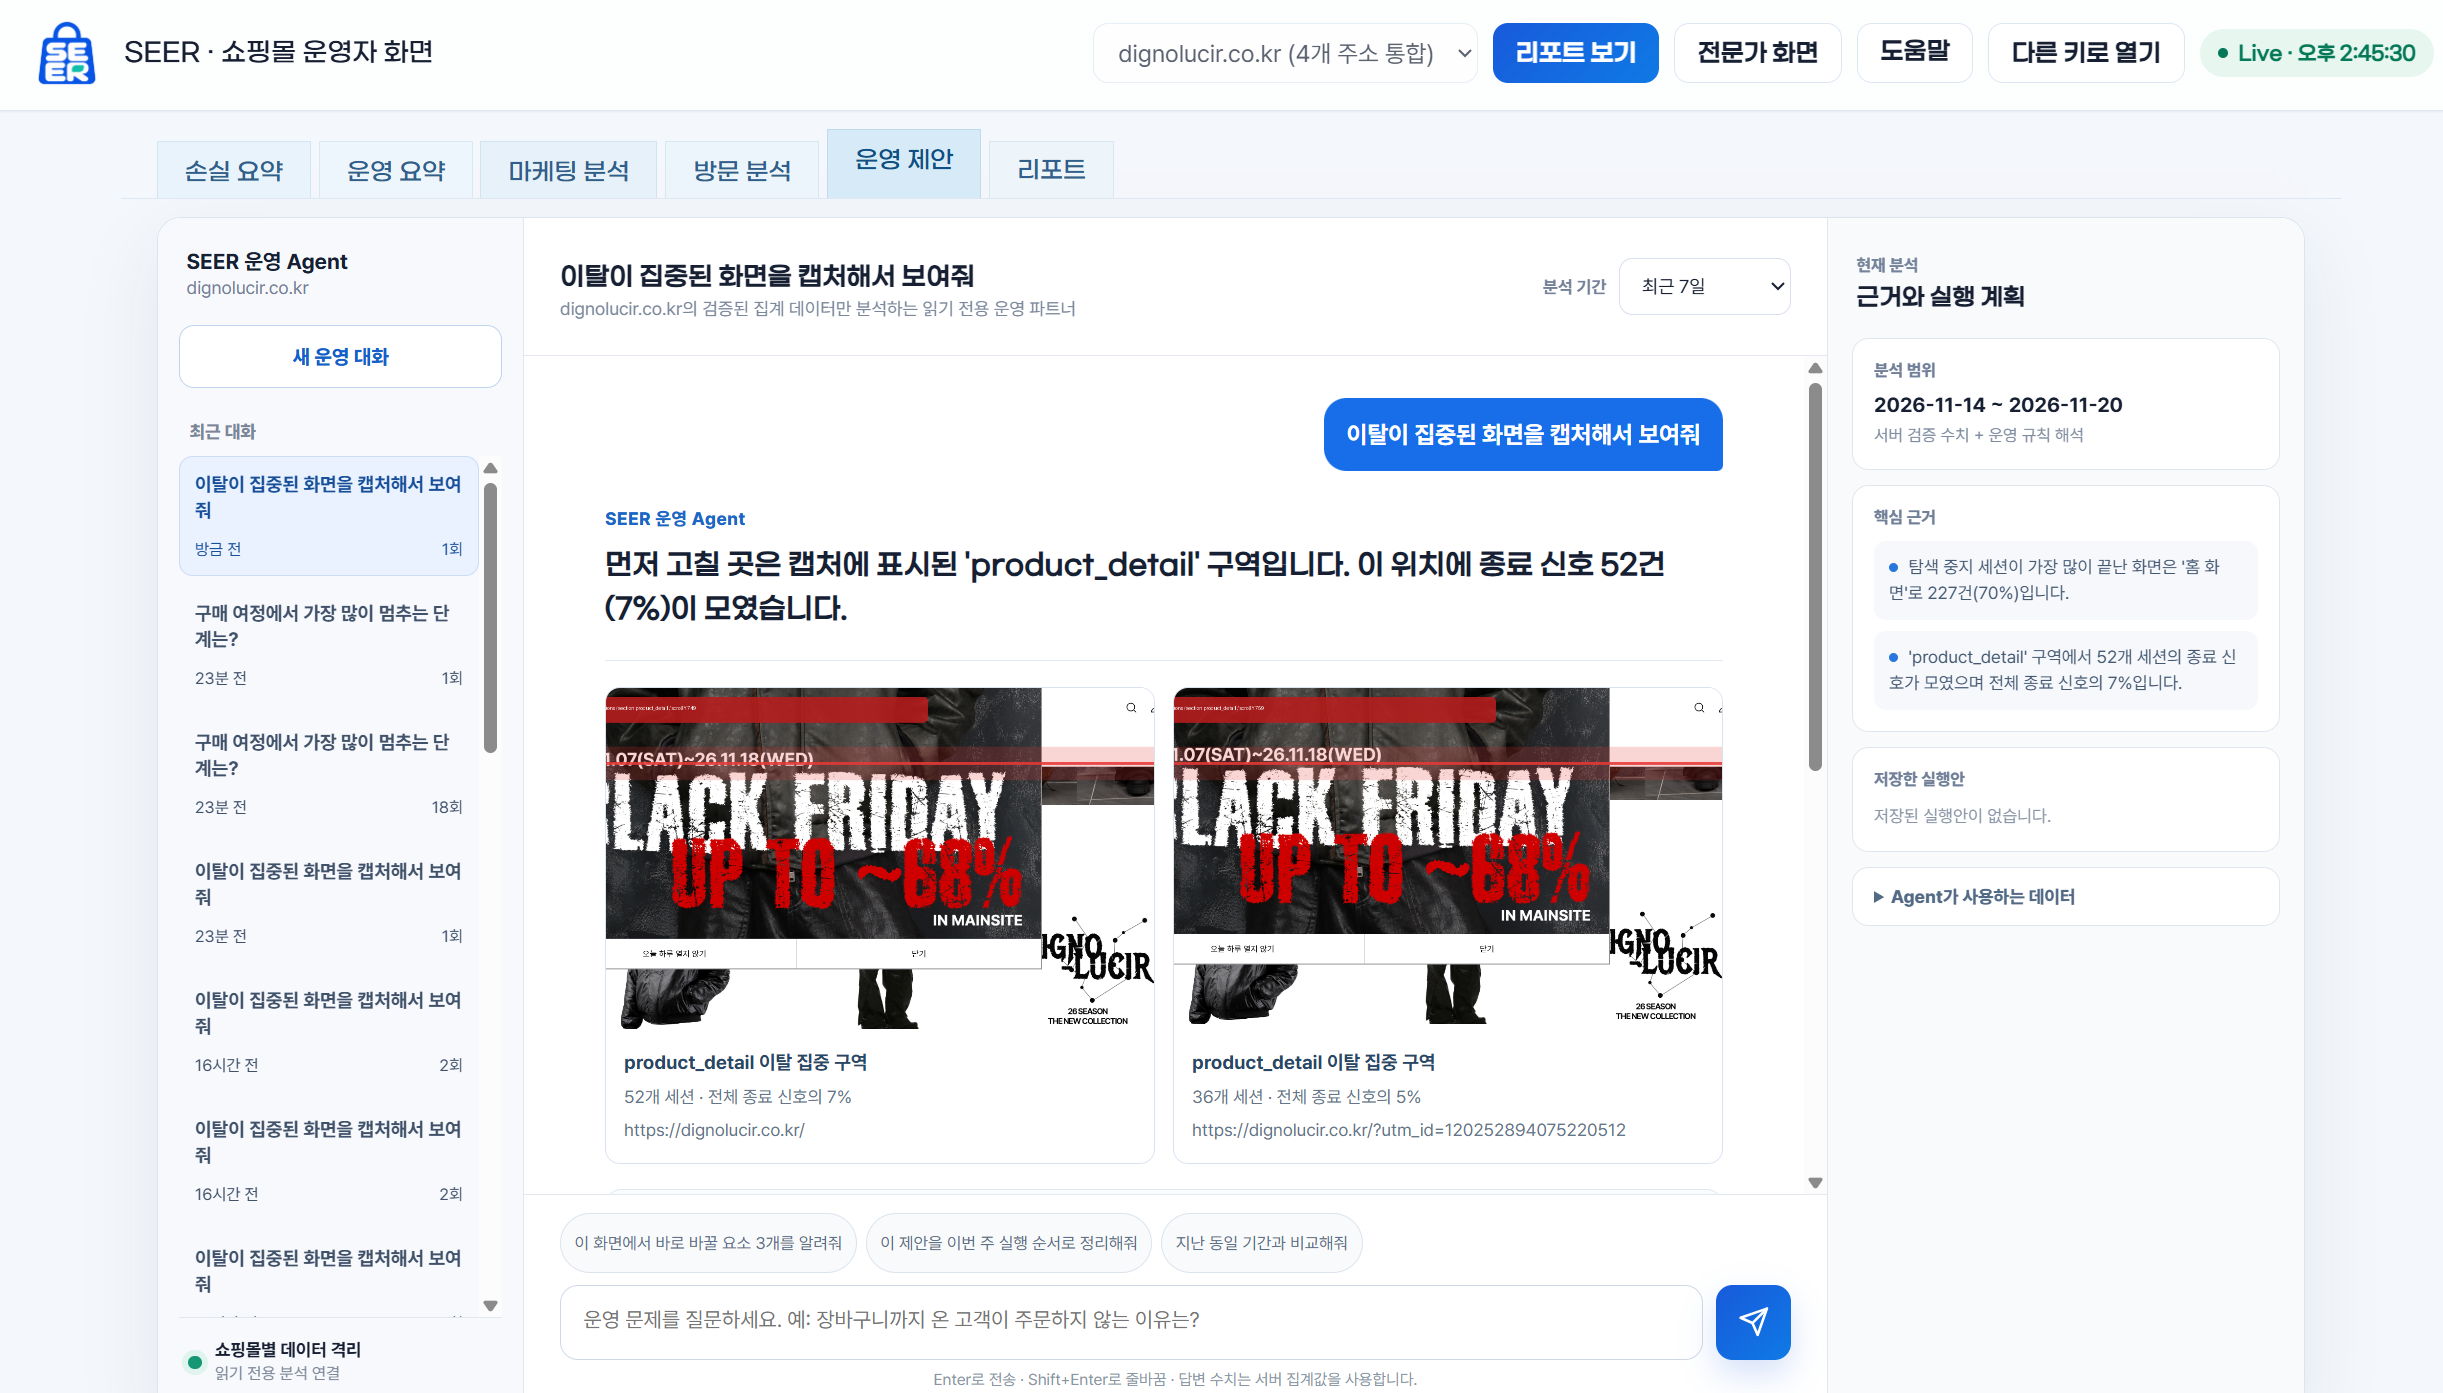 SEER · 쇼핑몰 운영자 화면
dignolucir.co.kr (4개 주소 통합)
리포트 보기
전문가 화면
도움말
다른 키로 열기
Live · 오후 2:45:30
손실 요약
운영 요약
마케팅 분석
방문 분석
운영 제안
리포트
SEER 운영 Agent
dignolucir.co.kr
새 운영 대화
최근 대화
이탈이 집중된 화면을 캡처해서 보여
줘
방금 전 1회
구매 여정에서 가장 많이 멈추는 단
계는?
23분 전 1회
구매 여정에서 가장 많이 멈추는 단
계는?
23분 전 18회
이탈이 집중된 화면을 캡처해서 보여
줘
23분 전 1회
이탈이 집중된 화면을 캡처해서 보여
줘
16시간 전 2회
이탈이 집중된 화면을 캡처해서 보여
줘
16시간 전 2회
이탈이 집중된 화면을 캡처해서 보여
줘
쇼핑몰별 데이터 격리
읽기 전용 분석 연결
이탈이 집중된 화면을 캡처해서 보여줘
dignolucir.co.kr의 검증된 집계 데이터만 분석하는 읽기 전용 운영 파트너
분석 기간
최근 7일
이탈이 집중된 화면을 캡처해서 보여줘
SEER 운영 Agent
먼저 고칠 곳은 캡처에 표시된 'product_detail' 구역입니다. 이 위치에 종료 신호 52건
(7%)이 모였습니다.
1.07(SAT)~26.11.18(WED)
LACK FRIDAY
UP TO ~68%
IN MAINSITE
오늘 하루 열지 않기
닫기
IGNO
LUCIR
26 SEASON
THE NEW COLLECTION
product_detail 이탈 집중 구역
52개 세션 · 전체 종료 신호의 7%
https://dignolucir.co.kr/
1.07(SAT)~26.11.18(WED)
LACK FRIDAY
UP TO ~68%
IN MAINSITE
오늘 하루 열지 않기
닫기
IGNO
LUCIR
26 SEASON
THE NEW COLLECTION
product_detail 이탈 집중 구역
36개 세션 · 전체 종료 신호의 5%
https://dignolucir.co.kr/?utm_id=120252894075220512
이 화면에서 바로 바꿀 요소 3개를 알려줘
이 제안을 이번 주 실행 순서로 정리해줘
지난 동일 기간과 비교해줘
운영 문제를 질문하세요. 예: 장바구니까지 온 고객이 주문하지 않는 이유는?
Enter로 전송 · Shift+Enter로 줄바꿈 · 답변 수치는 서버 집계값을 사용합니다.
현재 분석
근거와 실행 계획
분석 범위
2026-11-14 ~ 2026-11-20
서버 검증 수치 + 운영 규칙 해석
핵심 근거
탐색 중지 세션이 가장 많이 끝난 화면은 '홈 화
면'로 227건(70%)입니다.
'product_detail' 구역에서 52개 세션의 종료 신
호가 모였으며 전체 종료 신호의 7%입니다.
저장한 실행안
저장된 실행안이 없습니다.
Agent가 사용하는 데이터